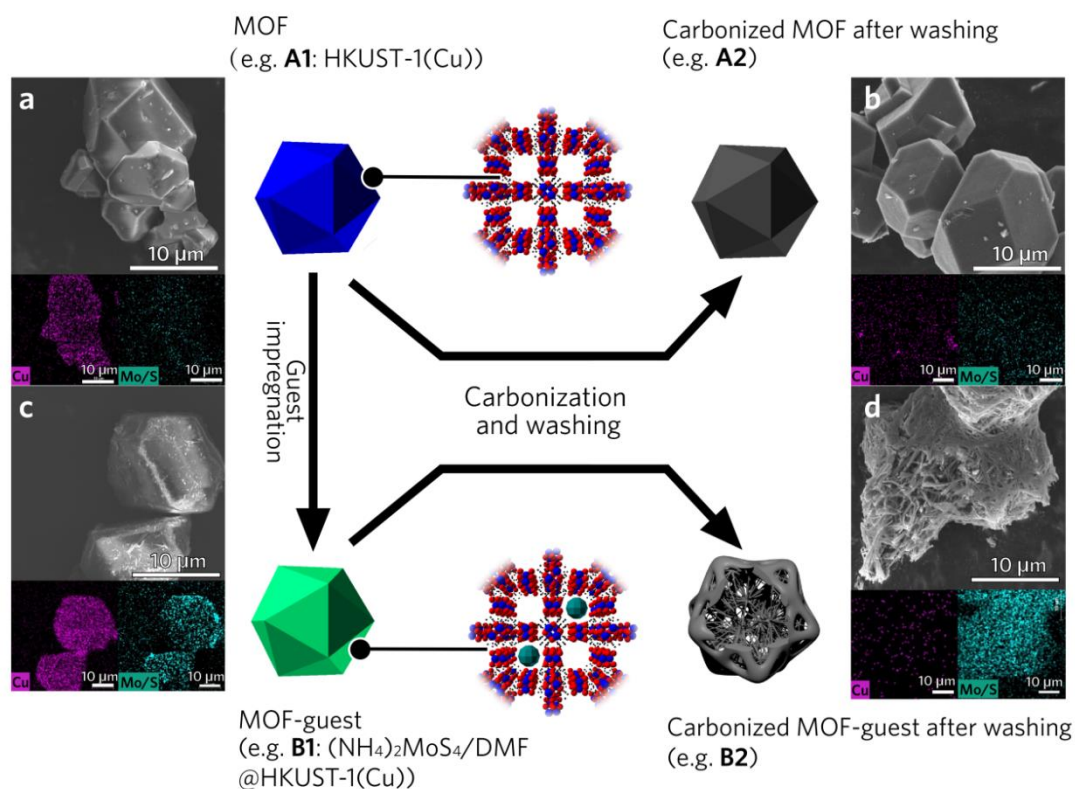 MOF
(e.g. A1: HKUST-1(Cu))
Carbonized MOF after washing
(e.g. A2)
a
10 µm
Cu
10 µm
Mo/S
10 µm
b
10 µm
Cu
10 µm
Mo/S
10 µm
Guest
impregnation
Carbonization
and washing
c
10 µm
Cu
10 µm
Mo/S
10 µm
d
10 µm
Cu
10 µm
Mo/S
10 µm
MOF-guest
(e.g. B1: (NH₄)₂MoS₄/DMF
@HKUST-1(Cu))
Carbonized MOF-guest after washing
(e.g. B2)